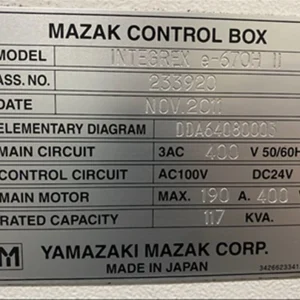 MAZAK CONTROL BOX
MODEL INTEGREX e-670H II
ASS. NO. 233920
DATE NOV.2011
ELEMENTARY DIAGRAM DDA6408000S
MAIN CIRCUIT 3AC 400 V 50/60H
CONTROL CIRCUIT AC100V DC24V
MAIN MOTOR MAX. 190 A. 400
RATED CAPACITY 117 KVA.
M YAMAZAKI MAZAK CORP.
MADE IN JAPAN 3426623341